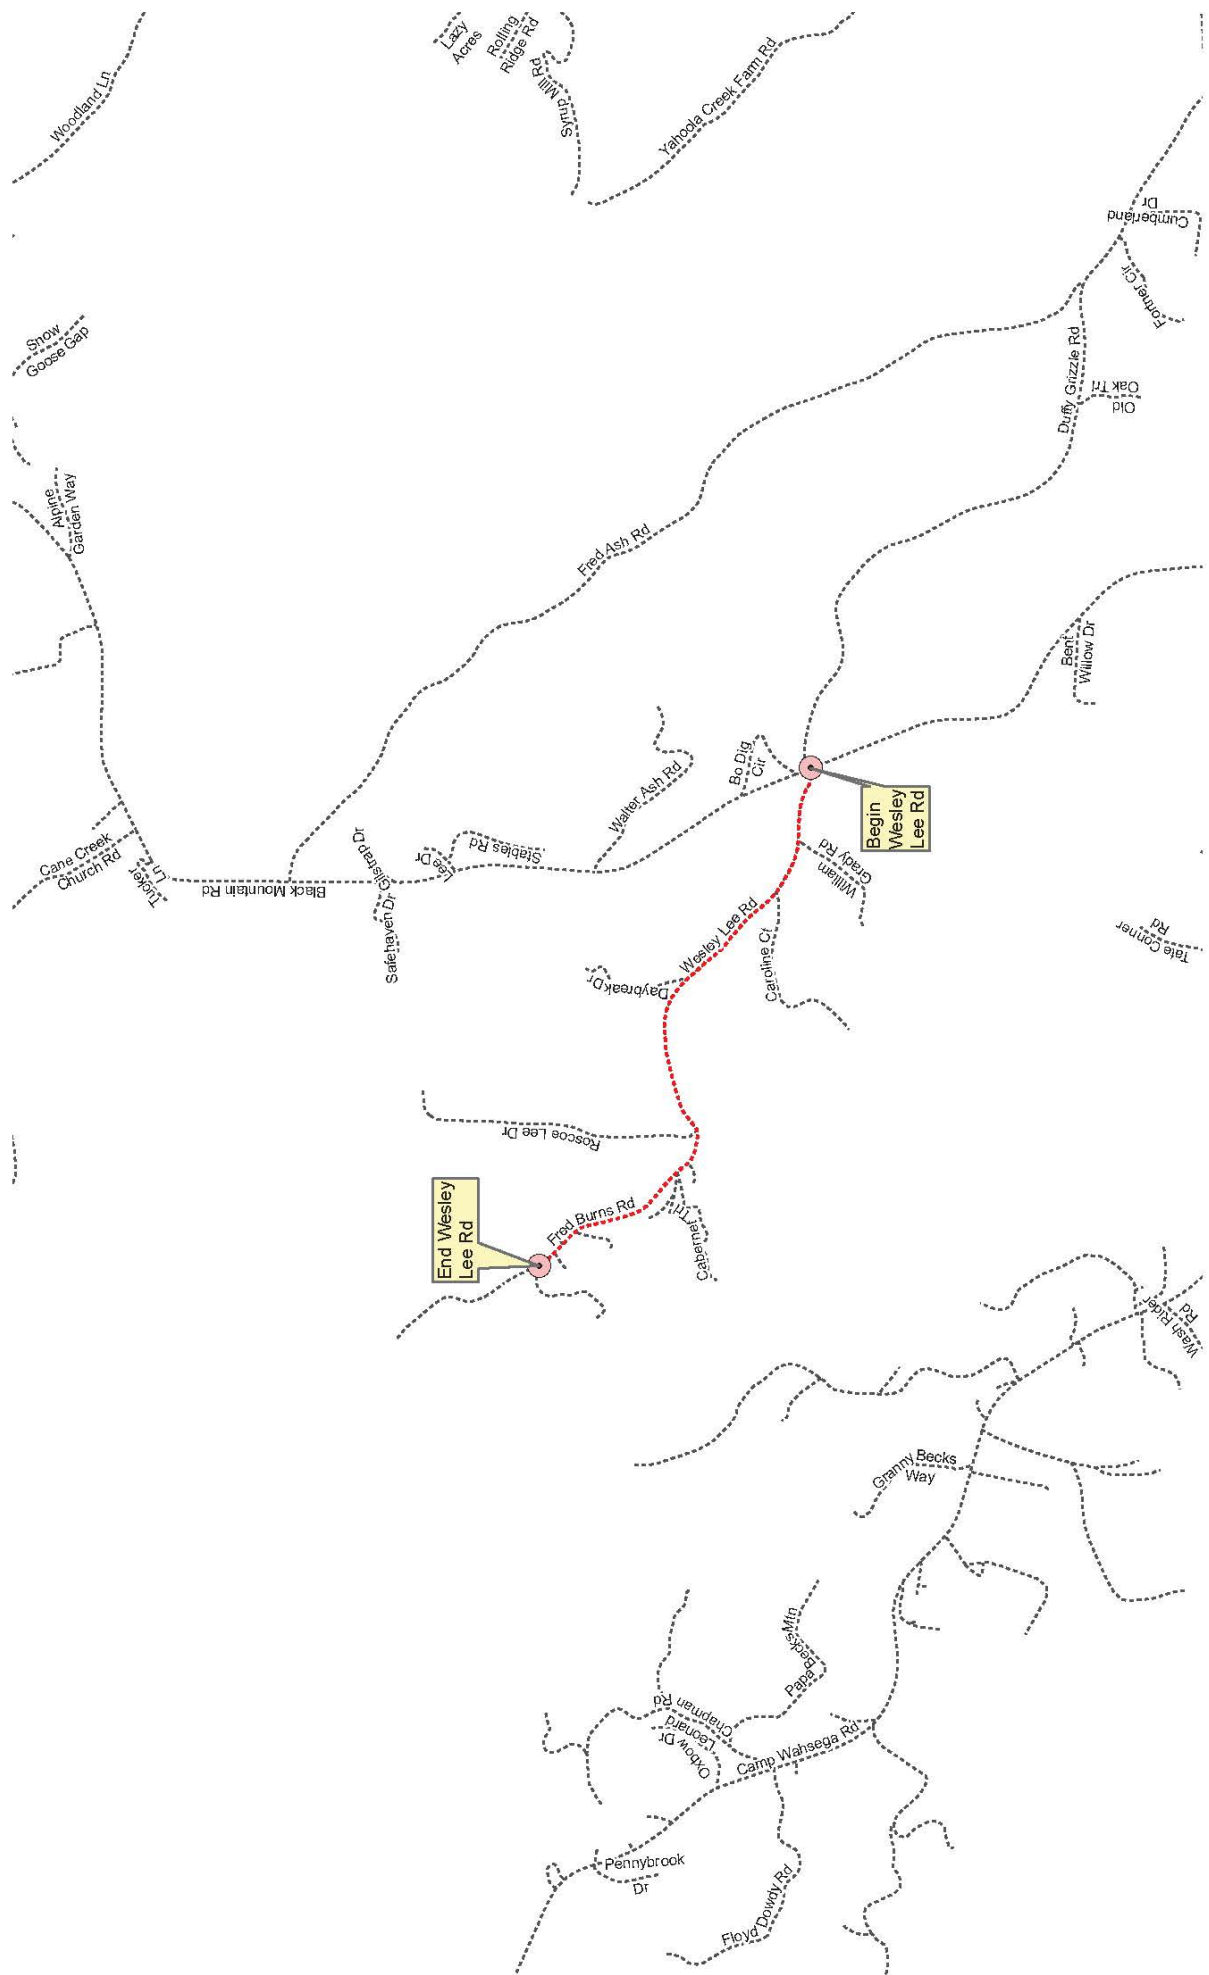 Woodland Ln
Lazy
Acres
Rolling
Ridge Rd
Syrup Mill Rd
Yahoola Creek Farm Rd
Cumberland
Dr
Fortner Cir
Snow
Goose Gap
Duffy Grizzle Rd
Old
Oak Trl
Alpine
Garden Way
Fred Ash Rd
Bent
Willow Dr
Bo Dig
Cir
Walter Ash Rd
Begin
Wesley
Lee Rd
Cane Creek
Church Rd
Tucker
Ln
Black Mountain Rd
Gilstrap Dr
Safehaven Dr
Lee Dr
Stables Rd
William
Grady Rd
Wesley Lee Rd
Caroline Ct
Daybreak Dr
Tate Conner
Rd
Roscoe Lee Dr
End Wesley
Lee Rd
Fred Burns Rd
Cabernet Trl
Wash Rider
Rd
Granny Becks
Way
Papa Becks Mtn
Leonard
Chapman Rd
Oxbow Dr
Camp Wahsega Rd
Pennybrook
Dr
Floyd Dowdy Rd